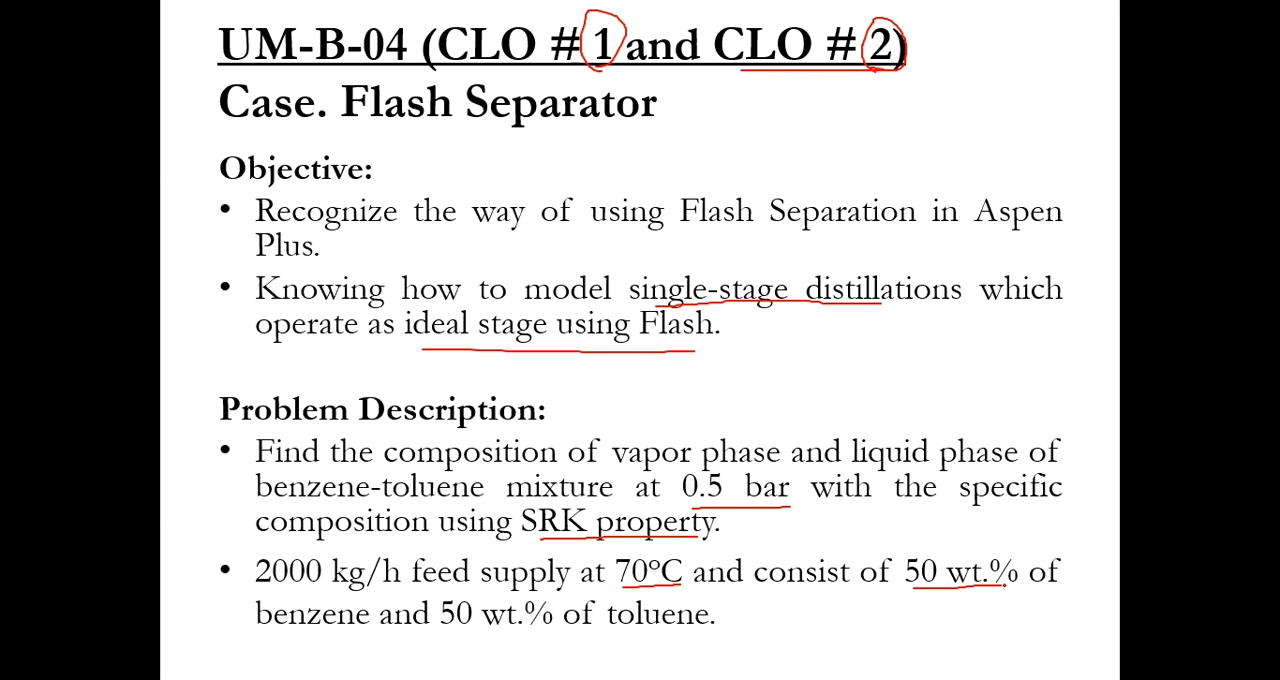 UM-B-04 (CLO # 1 and CLO # 2)
Case. Flash Separator
Objective:
• Recognize the way of using Flash Separation in Aspen
Plus.
• Knowing how to model single-stage distillations which
operate as ideal stage using Flash.
Problem Description:
• Find the composition of vapor phase and liquid phase of
benzene-toluene mixture at 0.5 bar with the specific
composition using SRK property.
• 2000 kg/h feed supply at 70°C and consist of 50 wt.% of
benzene and 50 wt.% of toluene.